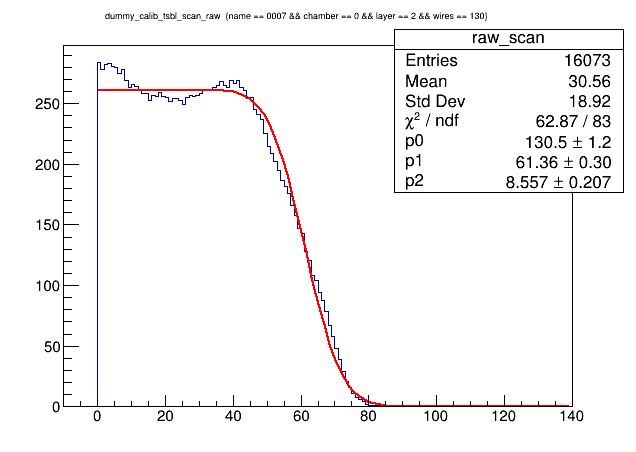 dummy_calib_tsbl_scan_raw (name == 0007 && chamber == 0 && layer == 2 && wires == 130)
raw_scan
Entries 16073
Mean 30.56
Std Dev 18.92
χ² / ndf 62.87 / 83
p0 130.5 ± 1.2
p1 61.36 ± 0.30
p2 8.557 ± 0.207
250
200
150
100
50
0
0 20 40 60 80 100 120 140